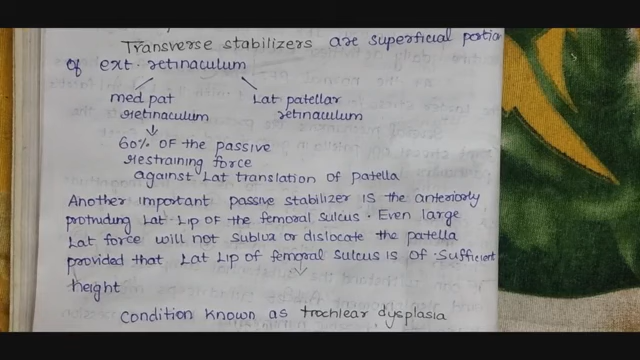 Transverse stabilizers are superficial portion
of ext. retinaculum
med pat Lat patellar
retinaculum retinaculum
60% OF the passive
restraining force
against Lat translation of patella
Another important passive stabilizer is the anteriorly
protruding Lat Lip of the femoral sulcus. Even large
Lat force will not sublux or dislocate the patella
provided that Lat Lip of femoral sulcus is of sufficient
height
Condition known as trochlear dysplasia